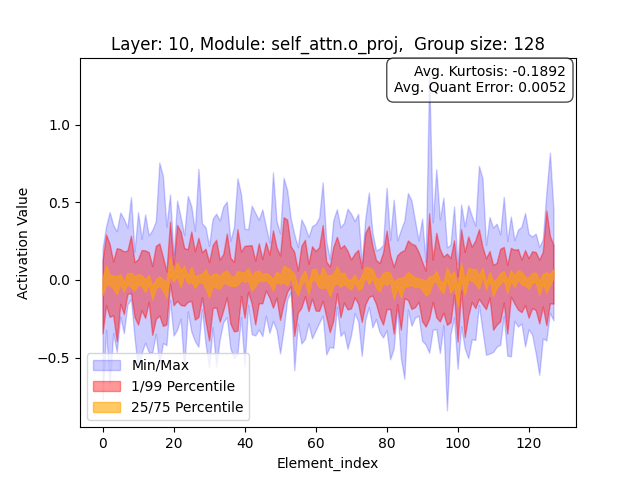 Layer: 10, Module: self_attn.o_proj,  Group size: 128
Avg. Kurtosis: -0.1892
Avg. Quant Error: 0.0052
Activation Value
1.0
0.5
0.0
−0.5
Min/Max
1/99 Percentile
25/75 Percentile
0 20 40 60 80 100 120
Element_index